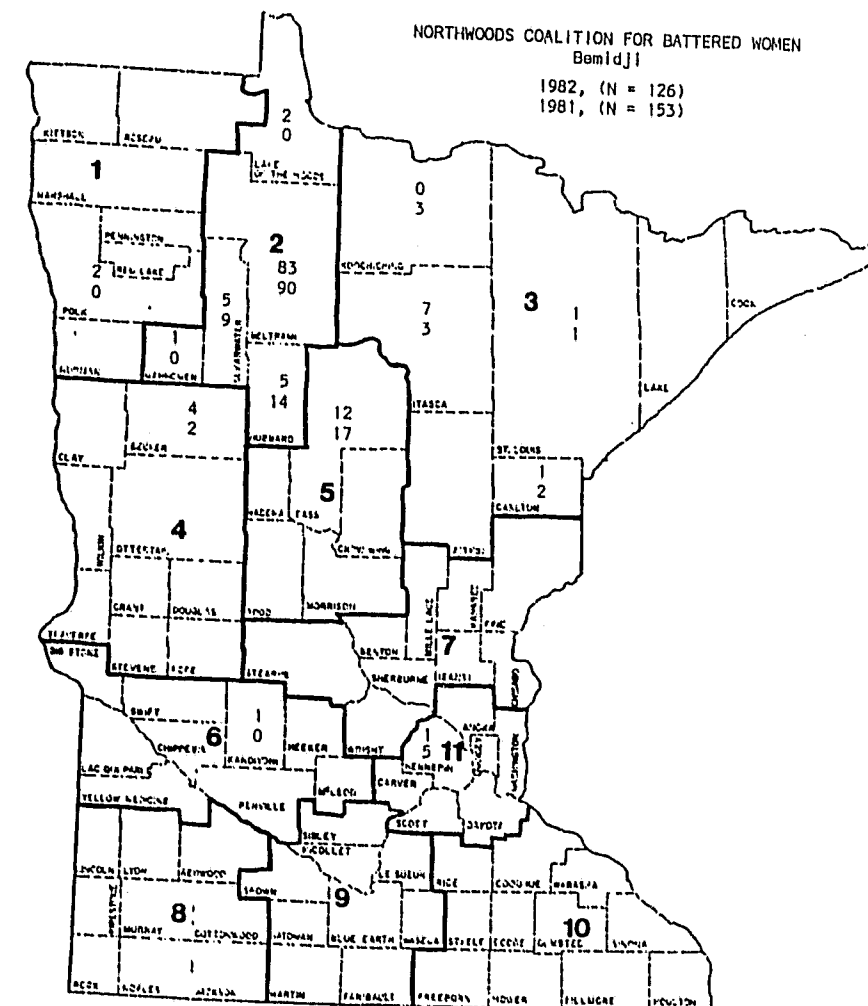 NORTHWOODS COALITION FOR BATTERED WOMEN
Bemidji
1982, (N = 126)
1981, (N = 153)
2
0
KITTSON
ROSEAU
LAKE
OF THE WOODS
1
0
3
MARSHALL
PENNINGTON
2
KOOCHICHING
RED LAKE
2
0
83
90
5
9
7
3
3
1
1
COOK
POLK
CLEARWATER
BELTRAMI
1
0
NORMAN
MAHNOMEN
LAKE
5
14
ITASCA
4
2
12
17
BECKER
HUBBARD
ST. LOUIS
CLAY
1
2
5
WADENA
CASS
CARLTON
4
WILKIN
OTTERTAIL
CROW WING
AITKIN
GRANT
DOUGLAS
TODD
MORRISON
MILLE LACS
KANABEC
PINE
TRAVERSE
BIG STONE
7
BENTON
STEVENS
POPE
STEARNS
SHERBURNE
ISANTI
CHISAGO
SWIFT
6
1
0
ANOKA
CHIPPEWA
KANDIYOHI
MEEKER
WRIGHT
1
5
11
RAMSEY
WASHINGTON
HENNEPIN
LAC QUI PARLE
CARVER
MCLEOD
YELLOW MEDICINE
RENVILLE
SCOTT
DAKOTA
SIBLEY
NICOLLET
LINCOLN
LYON
REDWOOD
LE SUEUR
RICE
GOODHUE
WABASHA
BROWN
9
PIPESTONE
8
MURRAY
COTTONWOOD
WATONWAN
BLUE EARTH
WASECA
STEELE
DODGE
10
OLMSTED
WINONA
ROCK
NOBLES
JACKSON
MARTIN
FARIBAULT
FREEBORN
MOWER
FILLMORE
HOUSTON